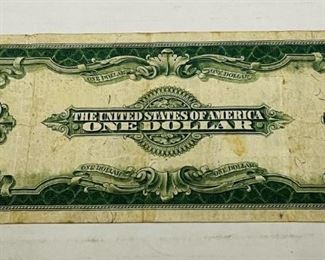 ONE DOLLAR ONE DOLLAR
THE UNITED STATES OF AMERICA
ONE DOLLAR
ONE DOLLAR ONE DOLLAR